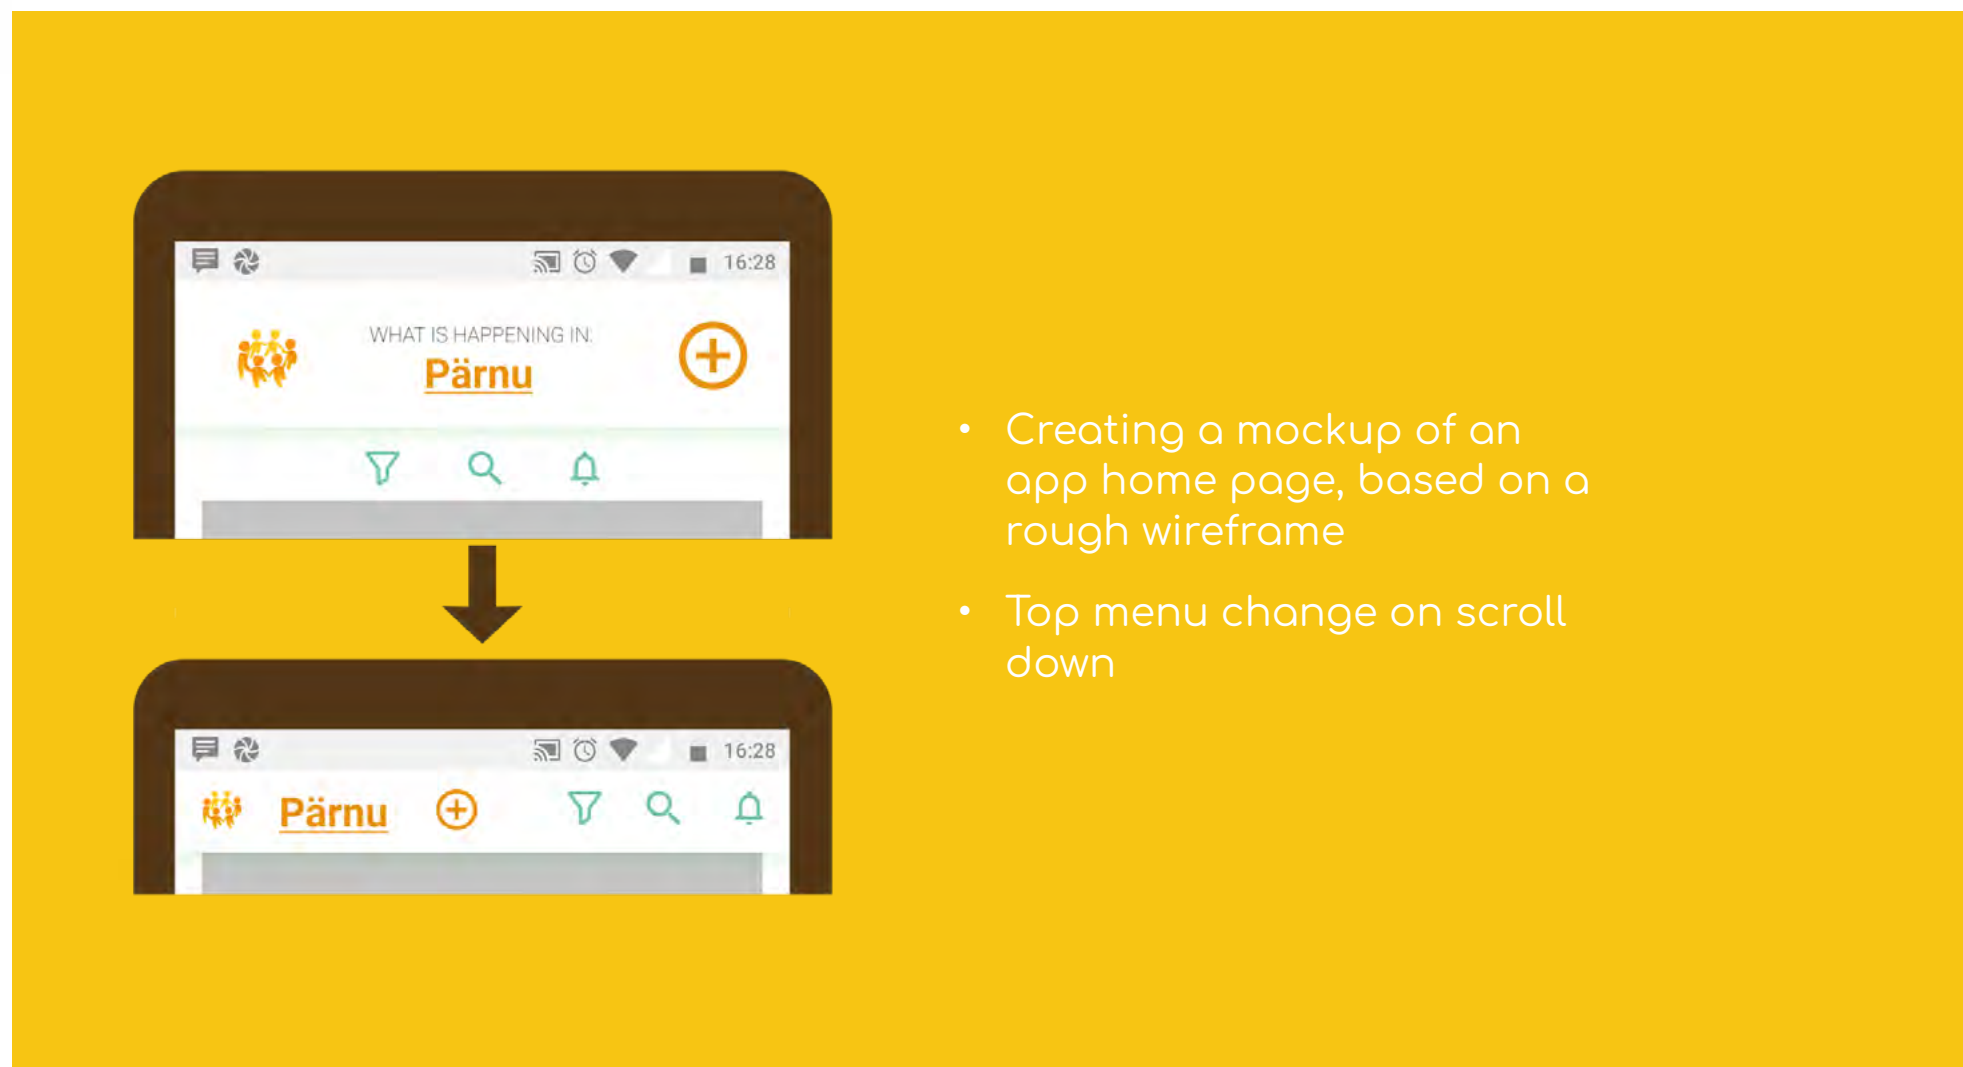 16:28
WHAT IS HAPPENING IN:
Pärnu
16:28
Pärnu
• Creating a mockup of an
app home page, based on a
rough wireframe
• Top menu change on scroll
down